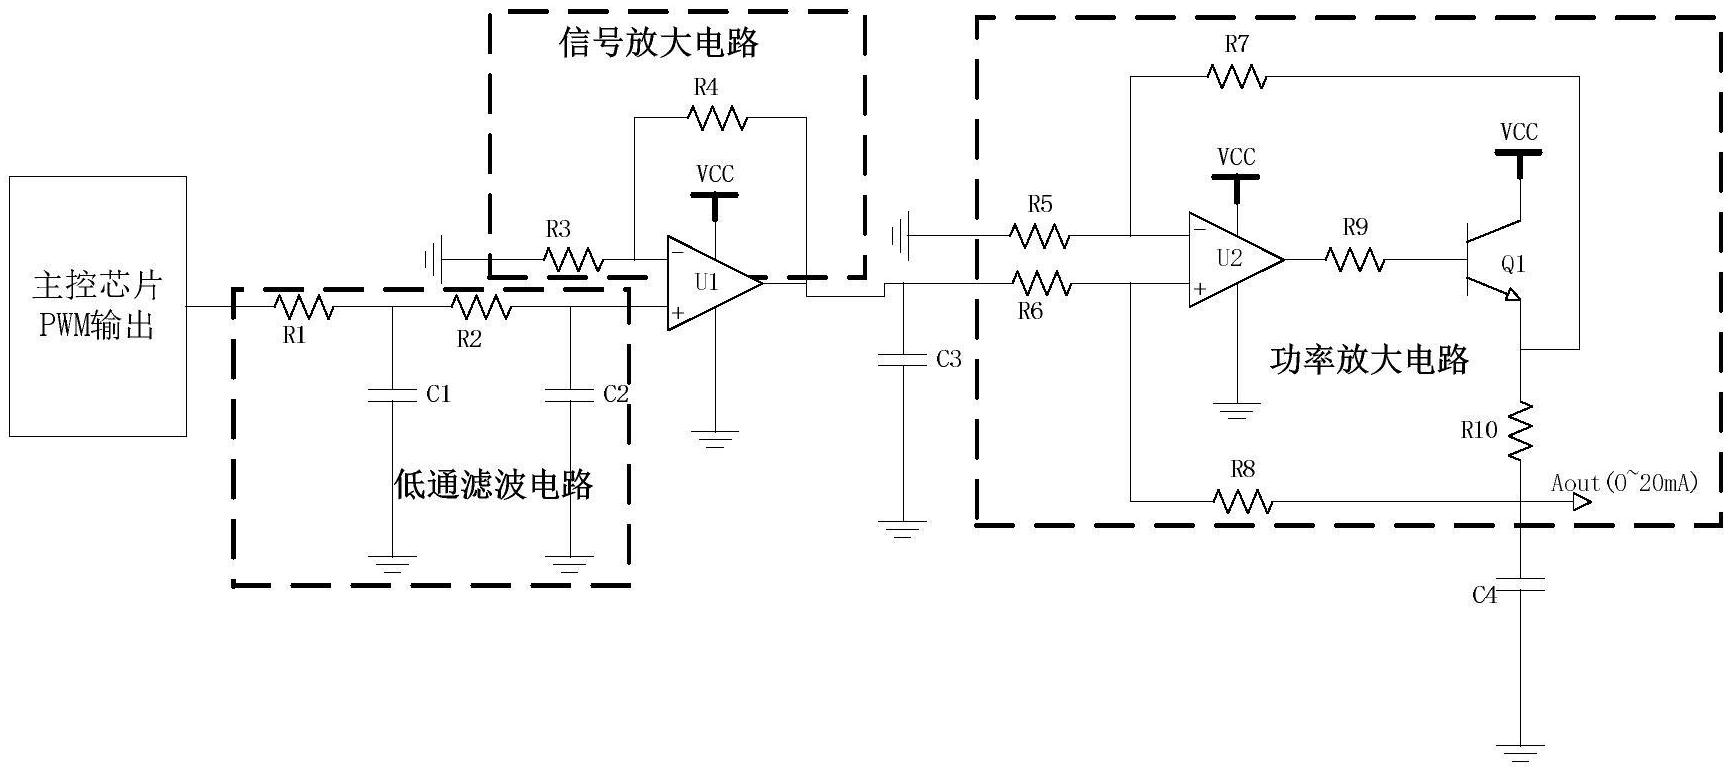 信号放大电路
R4
VCC
R3
U1
主控芯片
PWM输出
R1
R2
C1
C2
低通滤波电路
C3
R7
VCC
VCC
R5
R6
U2
R9
Q1
功率放大电路
R10
R8
Aout(0~20mA)
C4